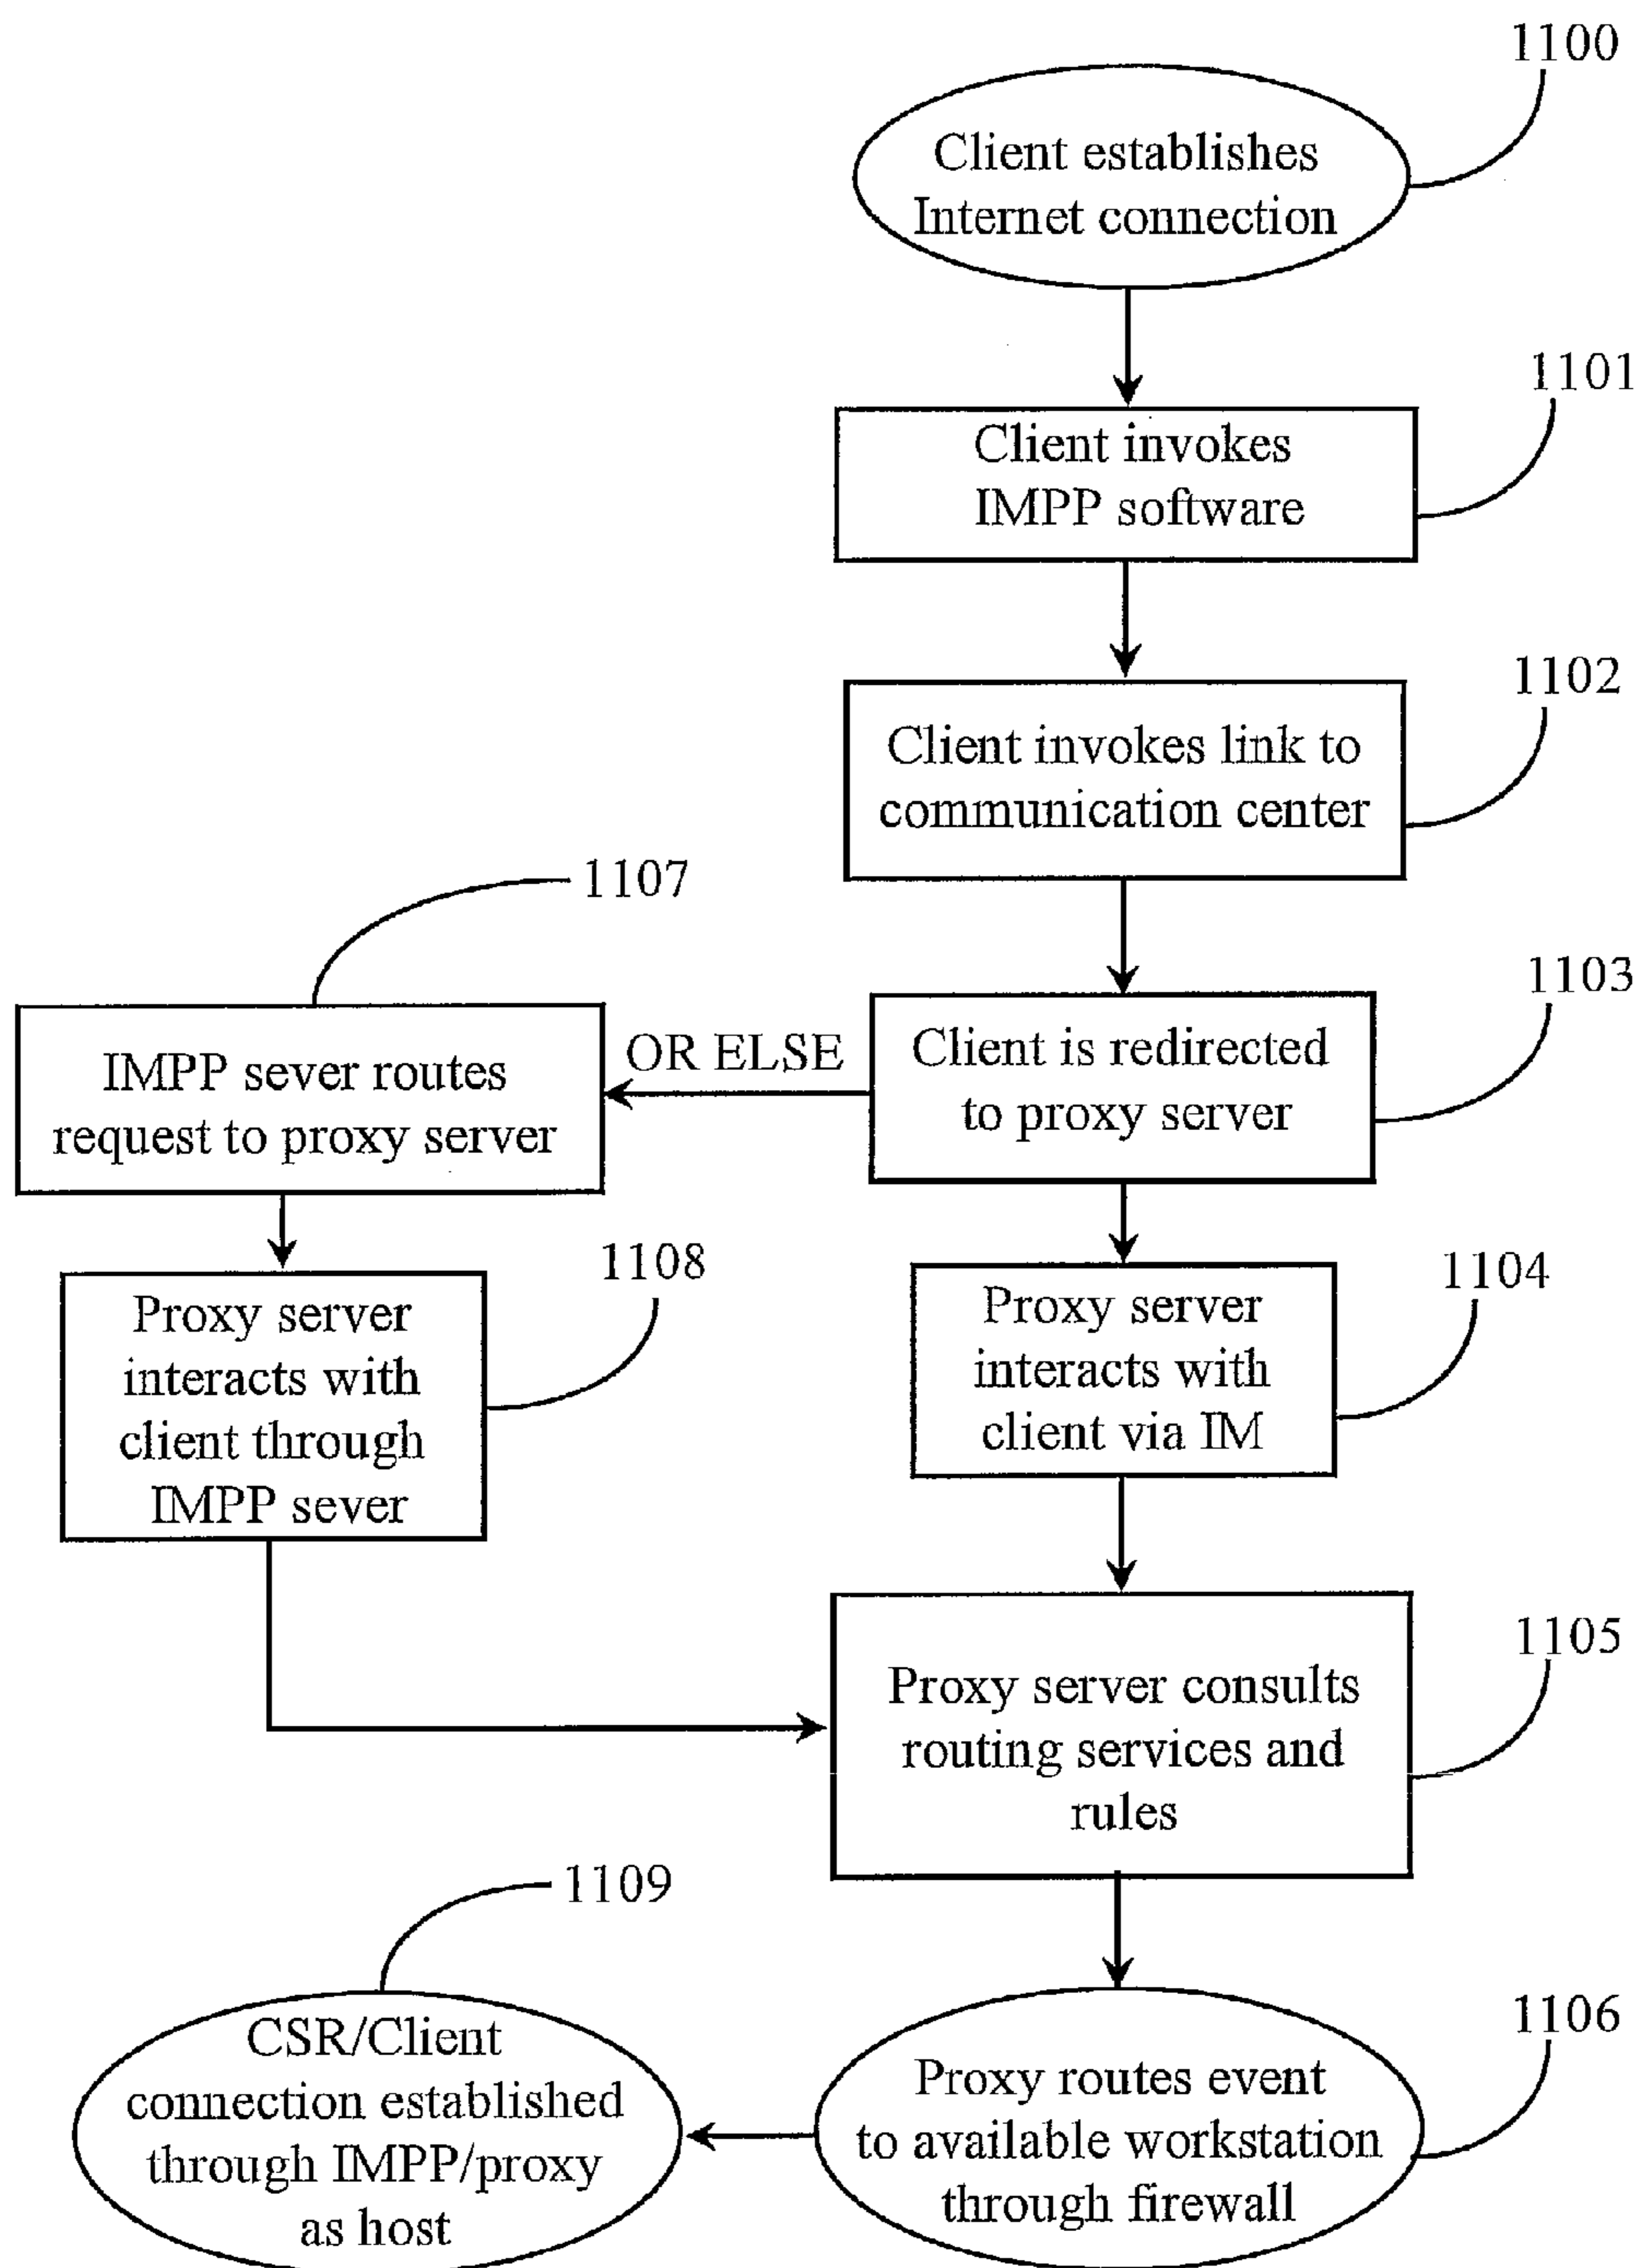 1100
Client establishes
Internet connection
1101
Client invokes
IMPP software
1102
Client invokes link to
communication center
1107
1103
IMPP sever routes
request to proxy server
OR ELSE
Client is redirected
to proxy server
1108
Proxy server
interacts with
client through
IMPP sever
1104
Proxy server
interacts with
client via IM
1105
Proxy server consults
routing services and
rules
1109
CSR/Client
connection established
through IMPP/proxy
as host
1106
Proxy routes event
to available workstation
through firewall